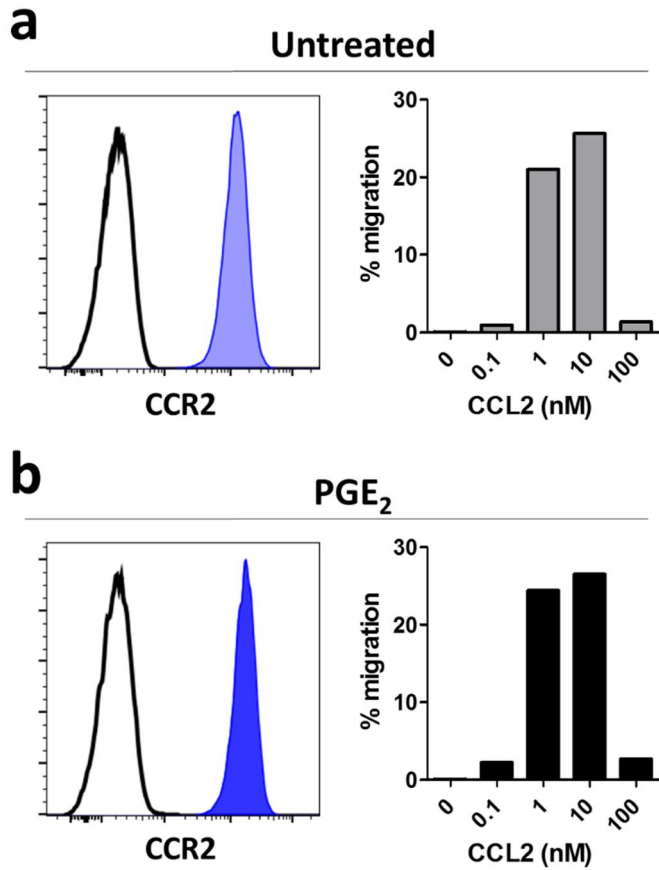 a
Untreated
CCR2
% migration
30
20
10
0
0
0.1
1
10
100
CCL2 (nM)
b
PGE₂
CCR2
% migration
30
20
10
0
0
0.1
1
10
100
CCL2 (nM)